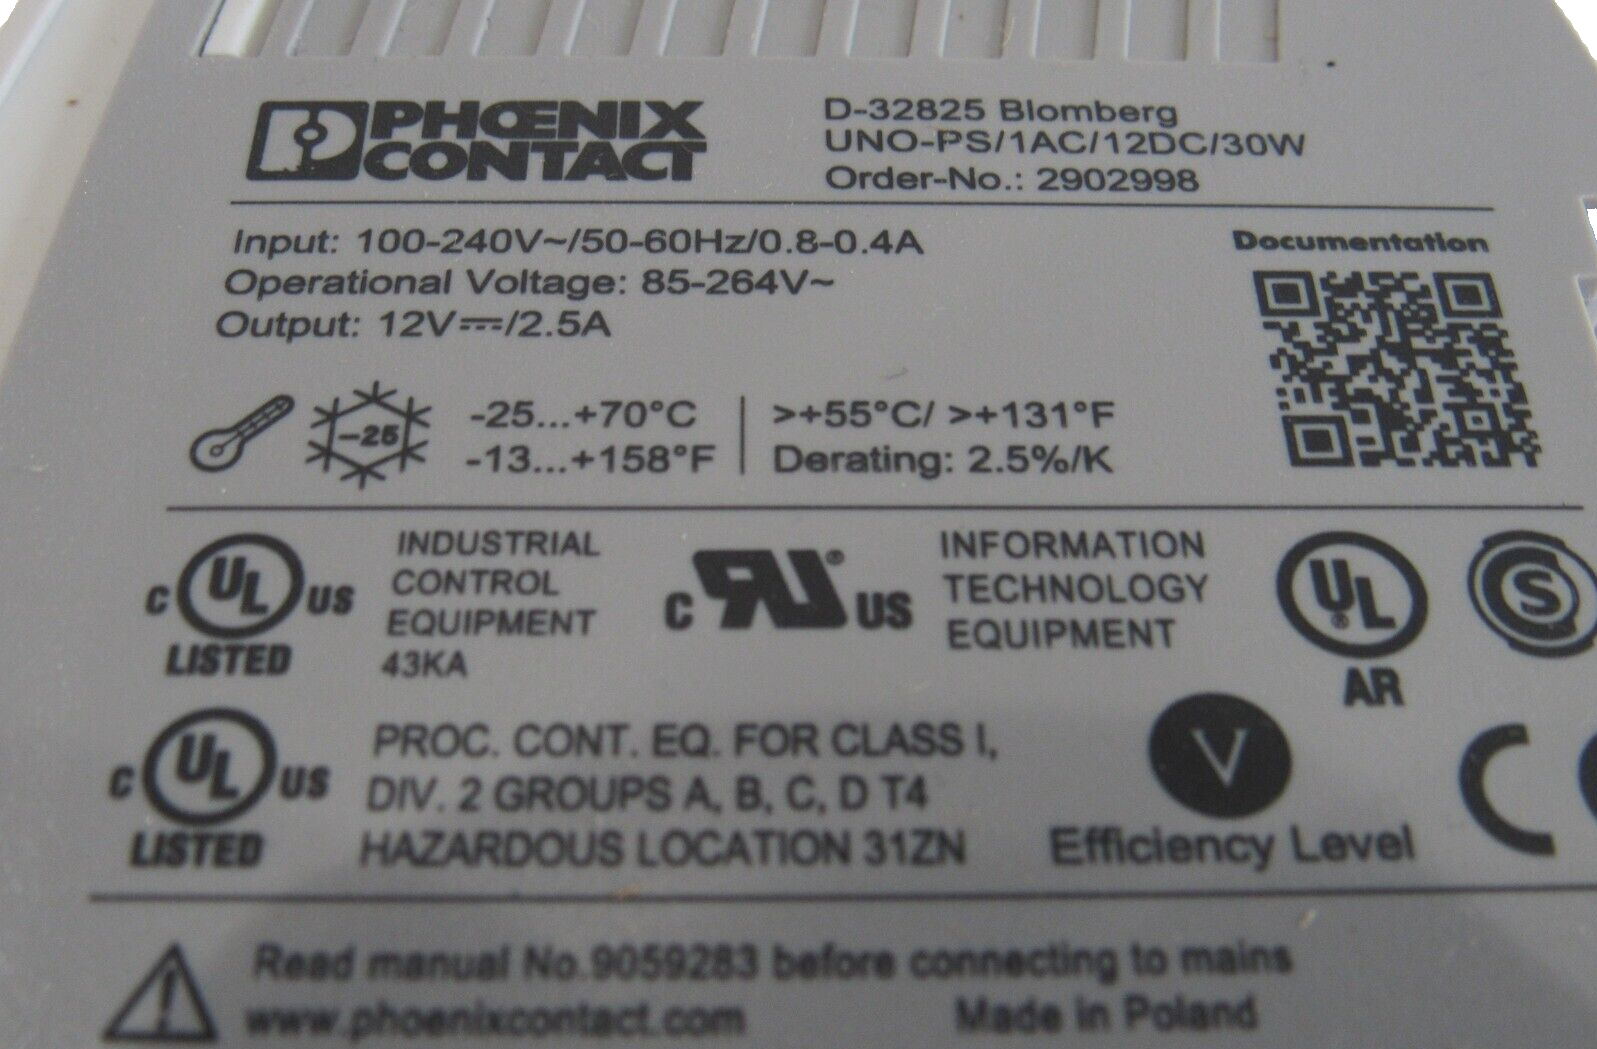 PHŒNIX
CONTACT
D-32825 Blomberg
UNO-PS/1AC/12DC/30W
Order-No.: 2902998
Input: 100-240V~/50-60Hz/0.8-0.4A
Operational Voltage: 85-264V~
Output: 12V⎓/2.5A
Documentation
-25
-25...+70°C
-13...+158°F
>+55°C/ >+131°F
Derating: 2.5%/K
C UL US
LISTED
INDUSTRIAL
CONTROL
EQUIPMENT
43KA
C RU® US
INFORMATION
TECHNOLOGY
EQUIPMENT
UL®
AR
S
C UL US
LISTED
PROC. CONT. EQ. FOR CLASS I,
DIV. 2 GROUPS A, B, C, D T4
HAZARDOUS LOCATION 31ZN
V
Efficiency Level
CE
Read manual No.9059283 before connecting to mains
www.phoenixcontact.com
Made in Poland